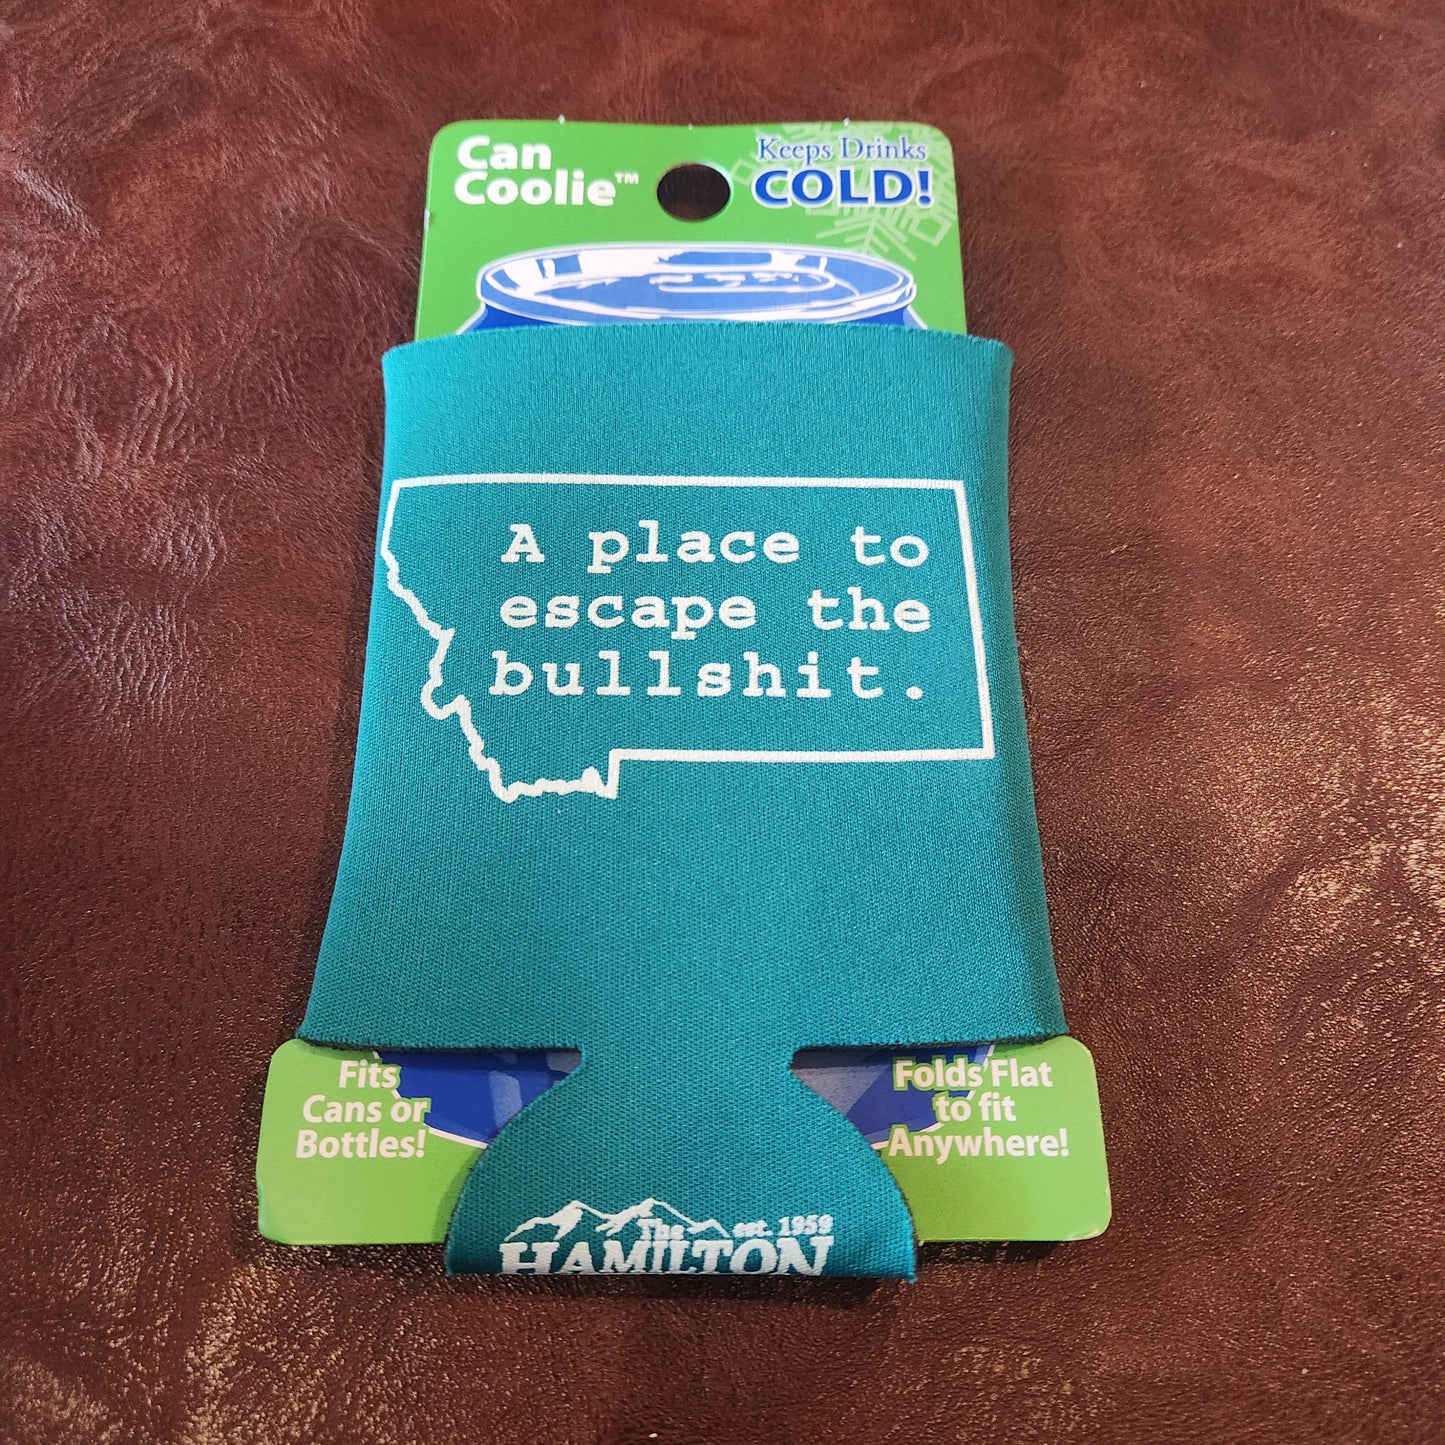 Can
Coolie™
Keeps Drinks
COLD!
A place to
escape the
bullshit.
Fits
Cans or
Bottles!
Folds Flat
to fit
Anywhere!
The est. 1959
HAMILTON